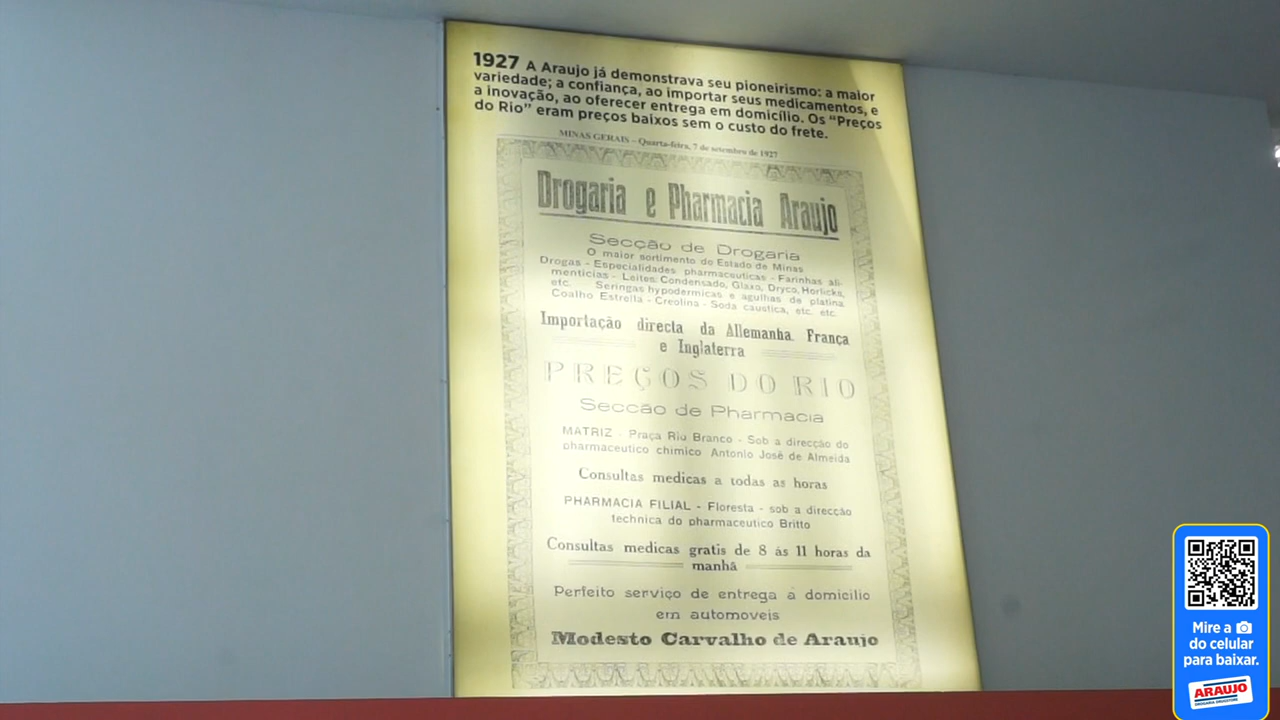 1927 A Araujo já demonstrava seu pioneirismo: a maior
variedade; a confiança, ao importar seus medicamentos, e
a inovação, ao oferecer entrega em domicílio. Os “Preços
do Rio” eram preços baixos sem o custo do frete.
MINAS GERAIS – Quarta-feira, 7 de setembro de 1927
Drogaria e Pharmacia Araujo
Secção de Drogaria
O maior sortimento do Estado de Minas
Drogas - Especialidades pharmaceuticas - Farinhas ali-
menticias - Leites Condensado, Glaxo, Dryco, Horlicks,
etc. Seringas hypodermicas e agulhas de platina
Coalho Estrella - Creolina - Soda caustica, etc. etc.
Importação directa da Allemanha. França
e Inglaterra
PREÇOS DO RIO
Secção de Pharmacia
MATRIZ - Praça Rio Branco - Sob a direcção do
pharmaceutico chimico Antonio José de Almeida
Consultas medicas a todas as horas
PHARMACIA FILIAL - Floresta - sob a direcção
technica do pharmaceutico Britto
Consultas medicas gratis de 8 ás 11 horas da
manhã
Perfeito serviço de entrega a domicilio
em automoveis
Modesto Carvalho de Araujo
Mire a
do celular
para baixar.
ARAUJO
DROGARIA DRUGSTORE